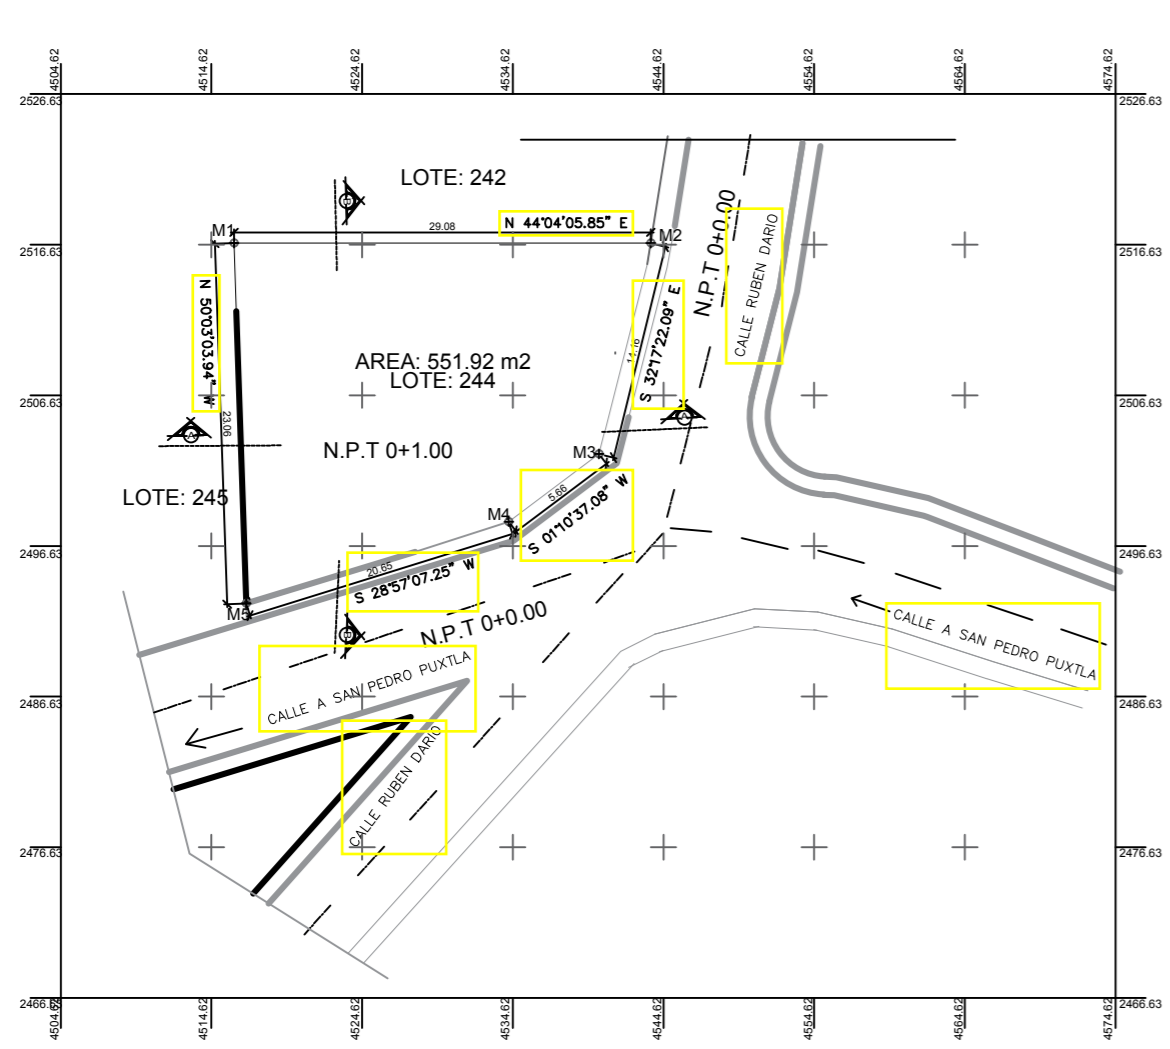 4504.62
4514.62
4524.62
4534.62
4544.62
4554.62
4564.62
4574.62
2526.63
2526.63
LOTE: 242
M1
29.08
N 44°04'05.85" E
M2
N.P.T 0+0.00
CALLE RUBEN DARIO
2516.63
2516.63
N 50°03'03.94" W
S 32°17'22.09" E
AREA: 551.92 m2
LOTE: 244
2506.63
2506.63
23.06
A
A
B
N.P.T 0+1.00
M3
LOTE: 245
5.66
S 01°10'37.08" W
M4
2496.63
2496.63
20.65
S 28°57'07.25" W
M5
B
N.P.T 0+0.00
CALLE A SAN PEDRO PUXTLA
CALLE A SAN PEDRO PUXTLA
2486.63
2486.63
CALLE RUBEN DARIO
2476.63
2476.63
2466.63
2466.63
4504.62
4514.62
4524.62
4534.62
4544.62
4554.62
4564.62
4574.62